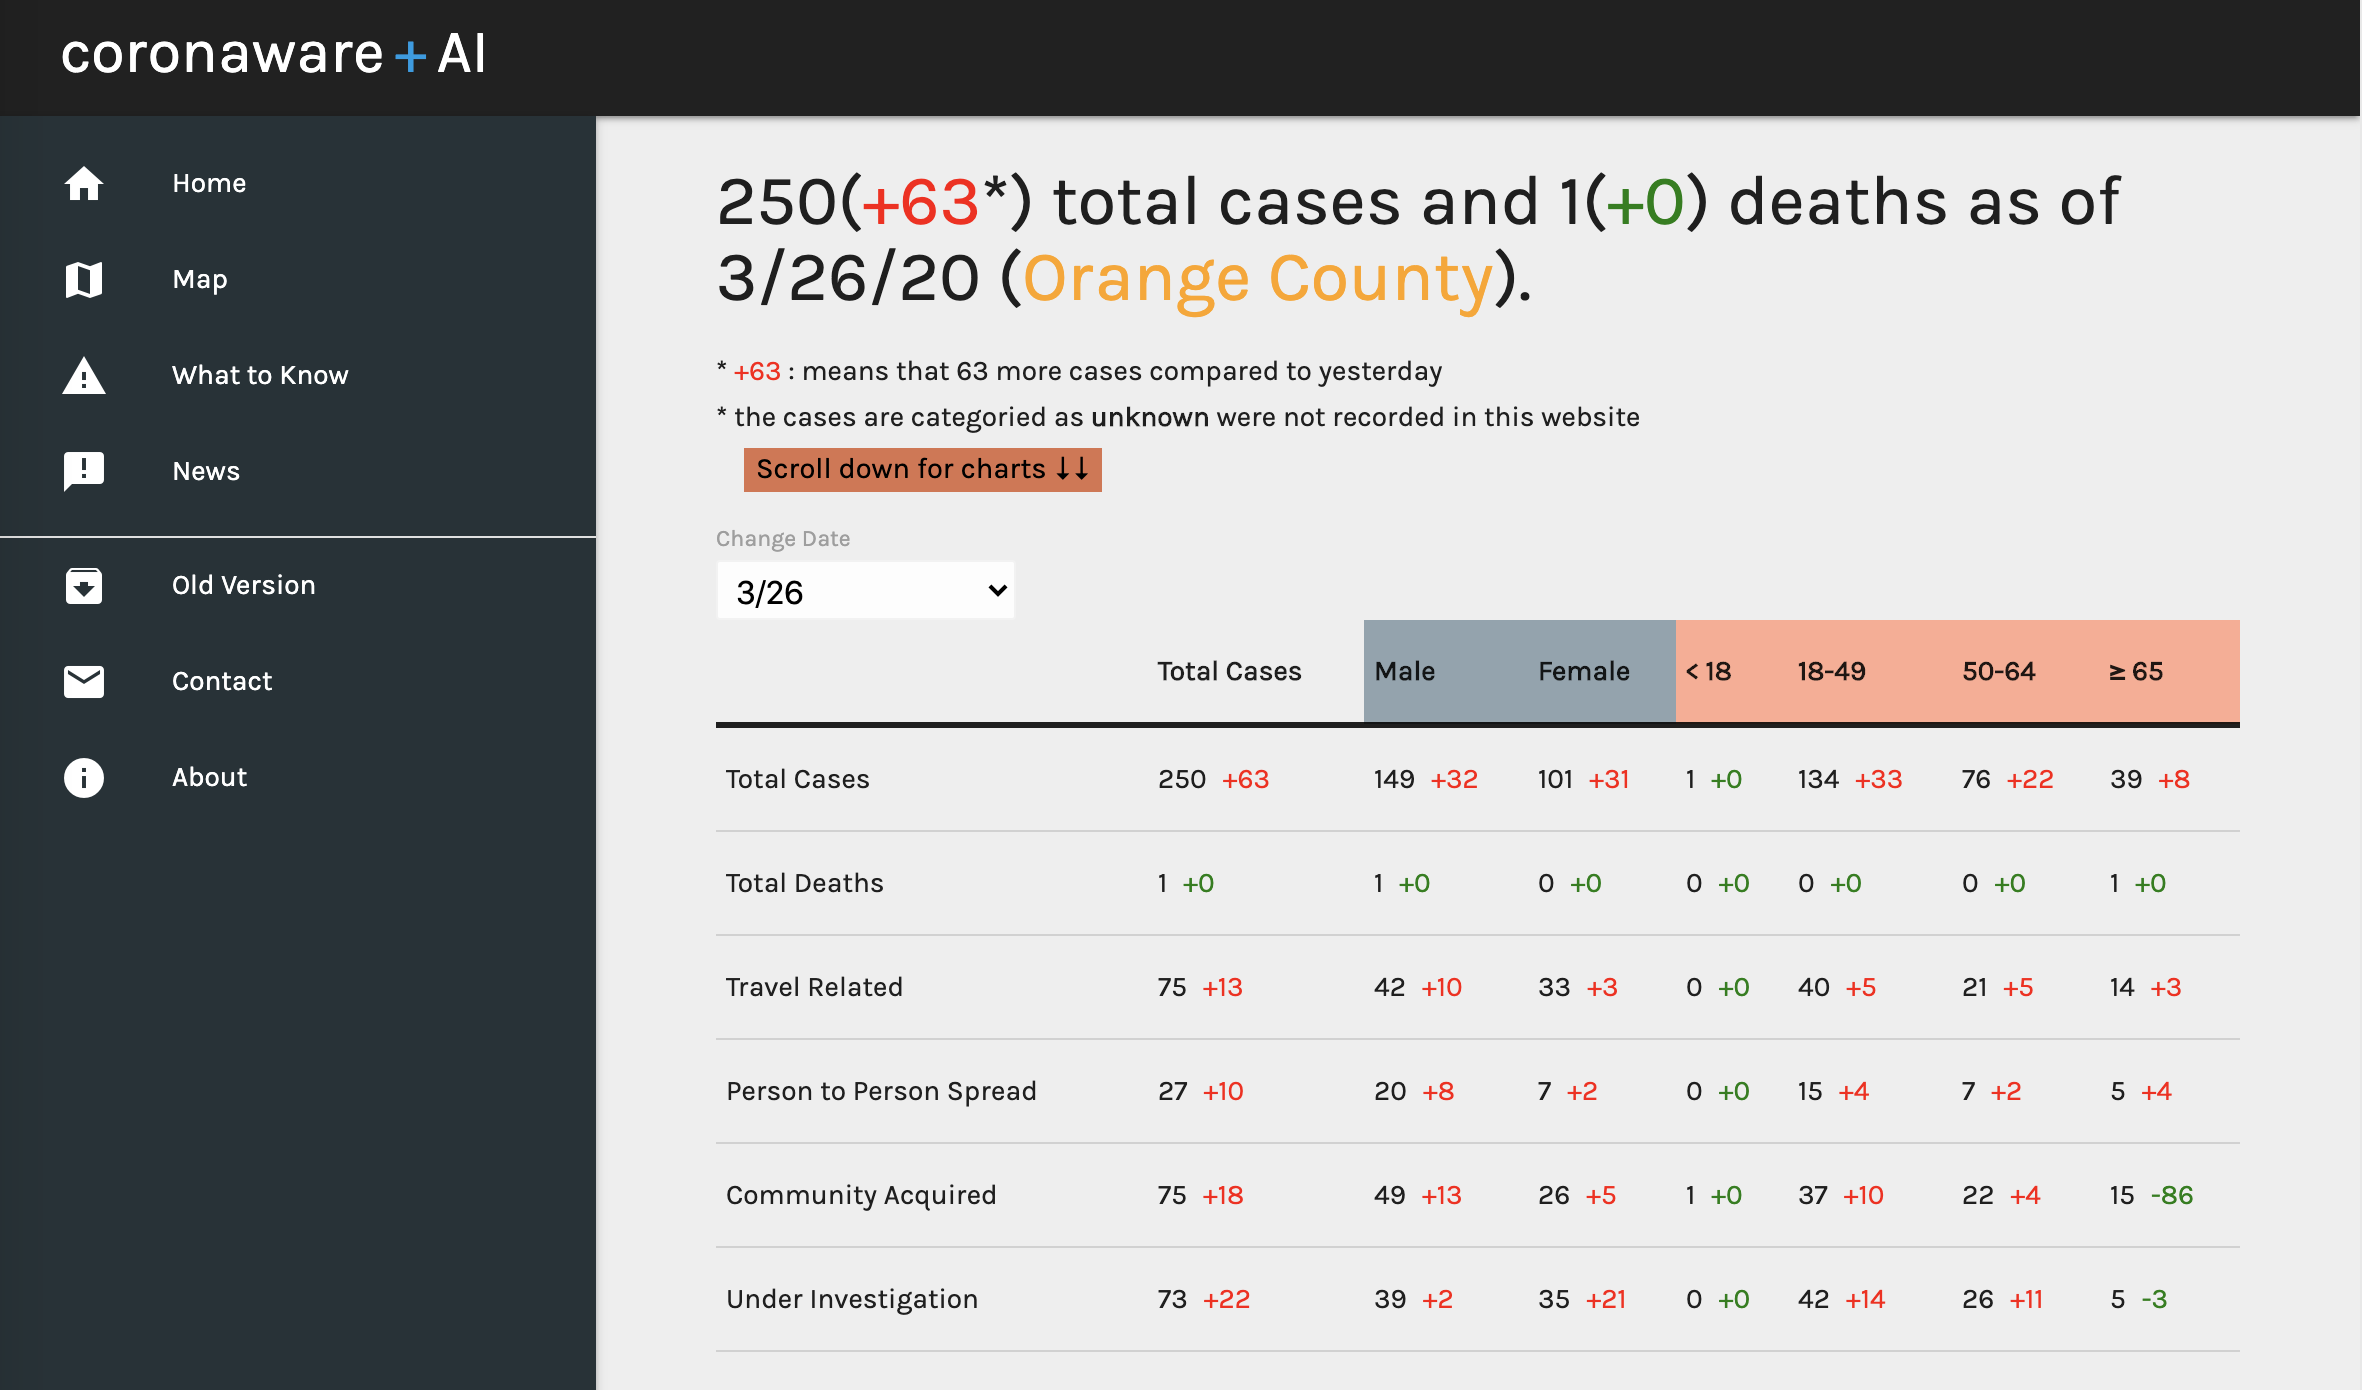 coronaware + AI
Home
Map
What to Know
News
Old Version
Contact
About
250(+63*) total cases and 1(+0) deaths as of
3/26/20 (Orange County).
* +63 : means that 63 more cases compared to yesterday
* the cases are categoried as unknown were not recorded in this website
Scroll down for charts ↓↓
Change Date
3/26
Total Cases Male Female < 18 18-49 50-64 ≥ 65
Total Cases 250 +63 149 +32 101 +31 1 +0 134 +33 76 +22 39 +8
Total Deaths 1 +0 1 +0 0 +0 0 +0 0 +0 0 +0 1 +0
Travel Related 75 +13 42 +10 33 +3 0 +0 40 +5 21 +5 14 +3
Person to Person Spread 27 +10 20 +8 7 +2 0 +0 15 +4 7 +2 5 +4
Community Acquired 75 +18 49 +13 26 +5 1 +0 37 +10 22 +4 15 -86
Under Investigation 73 +22 39 +2 35 +21 0 +0 42 +14 26 +11 5 -3